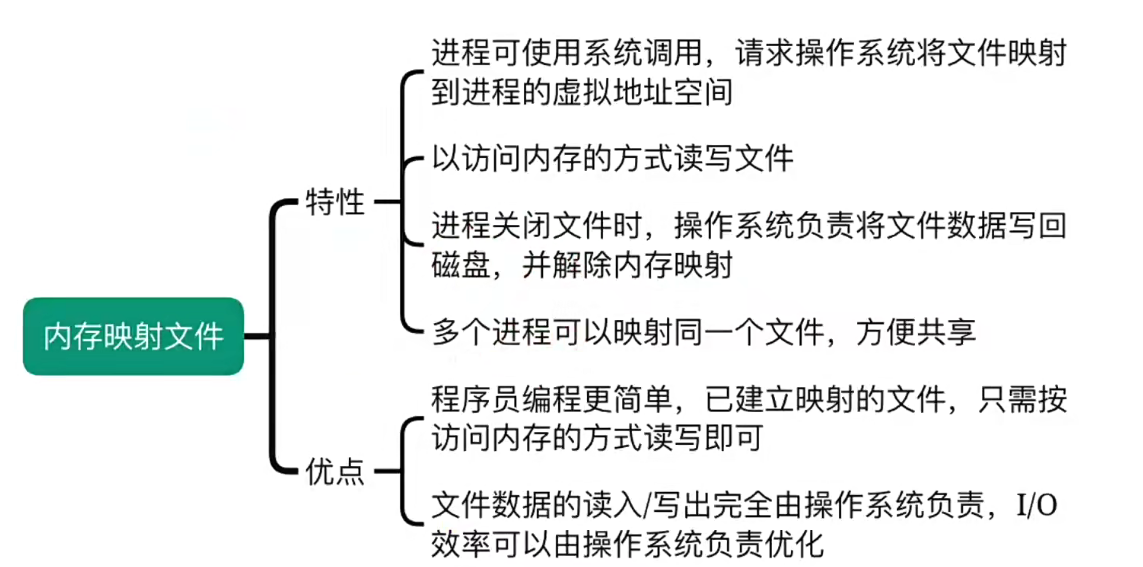 内存映射文件
特性
进程可使用系统调用，请求操作系统将文件映射
到进程的虚拟地址空间
以访问内存的方式读写文件
进程关闭文件时，操作系统负责将文件数据写回
磁盘，并解除内存映射
多个进程可以映射同一个文件，方便共享
优点
程序员编程更简单，已建立映射的文件，只需按
访问内存的方式读写即可
文件数据的读入/写出完全由操作系统负责，I/O
效率可以由操作系统负责优化